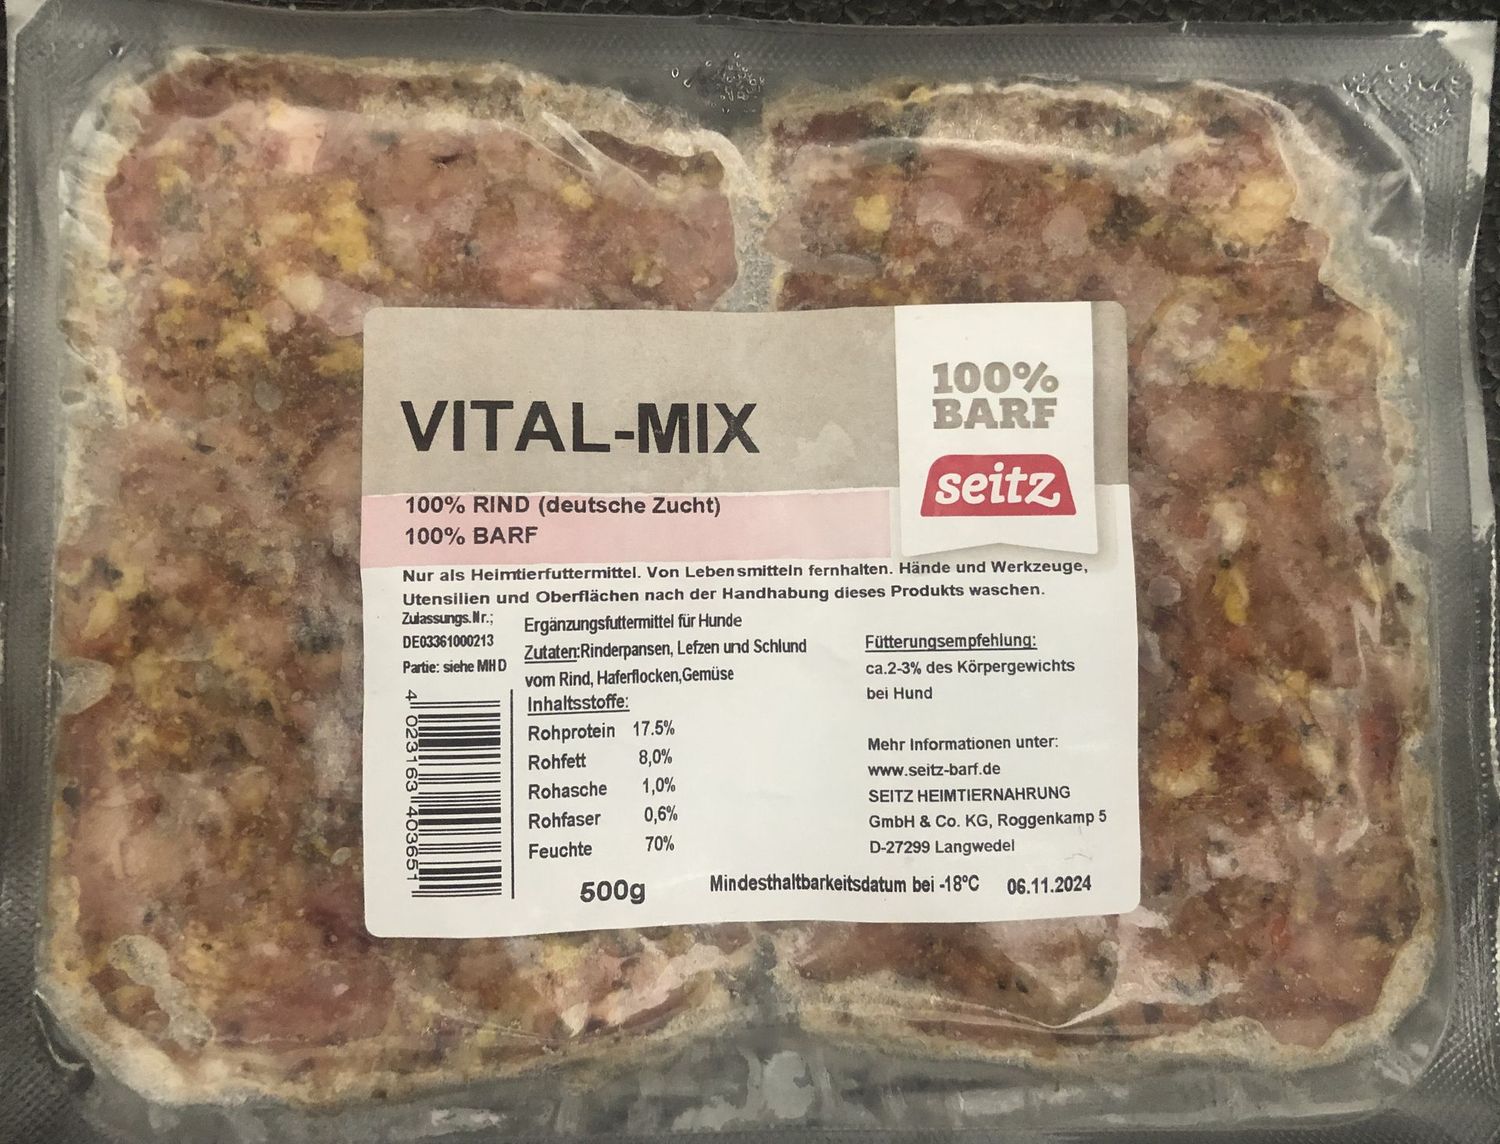 VITAL-MIX
100%
BARF
seitz
100% RIND (deutsche Zucht)
100% BARF
Nur als Heimtierfuttermittel. Von Lebensmitteln fernhalten. Hände und Werkzeuge,
Utensilien und Oberflächen nach der Handhabung dieses Produkts waschen.
Zulassungs.Nr.;
DE03361000213
Partie: siehe MHD
4 023163 403651
Ergänzungsfuttermittel für Hunde
Zutaten:Rinderpansen, Lefzen und Schlund
vom Rind, Haferflocken,Gemüse
Inhaltsstoffe:
Rohprotein 17.5%
Rohfett 8,0%
Rohasche 1,0%
Rohfaser 0,6%
Feuchte 70%
500g
Fütterungsempfehlung:
ca.2-3% des Körpergewichts
bei Hund
Mehr Informationen unter:
www.seitz-barf.de
SEITZ HEIMTIERNAHRUNG
GmbH & Co. KG, Roggenkamp 5
D-27299 Langwedel
Mindesthaltbarkeitsdatum bei -18°C 06.11.2024